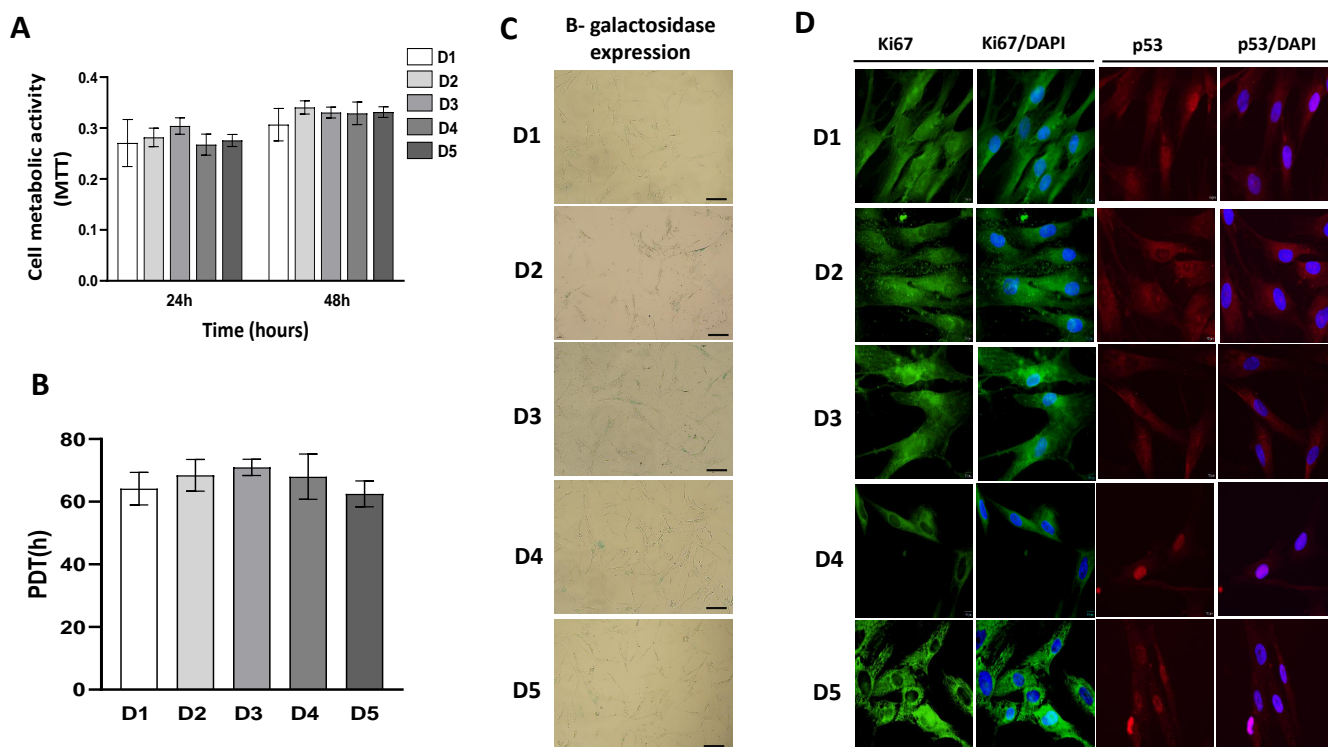 A
D1
D2
D3
D4
D5
Cell metabolic activity
(MTT)
0.4
0.3
0.2
0.1
0.0
24h
48h
Time (hours)
B
PDT(h)
80
60
40
20
0
D1
D2
D3
D4
D5
C
B- galactosidase
expression
D1
D2
D3
D4
D5
D
Ki67
Ki67/DAPI
p53
p53/DAPI
D1
D2
D3
D4
D5